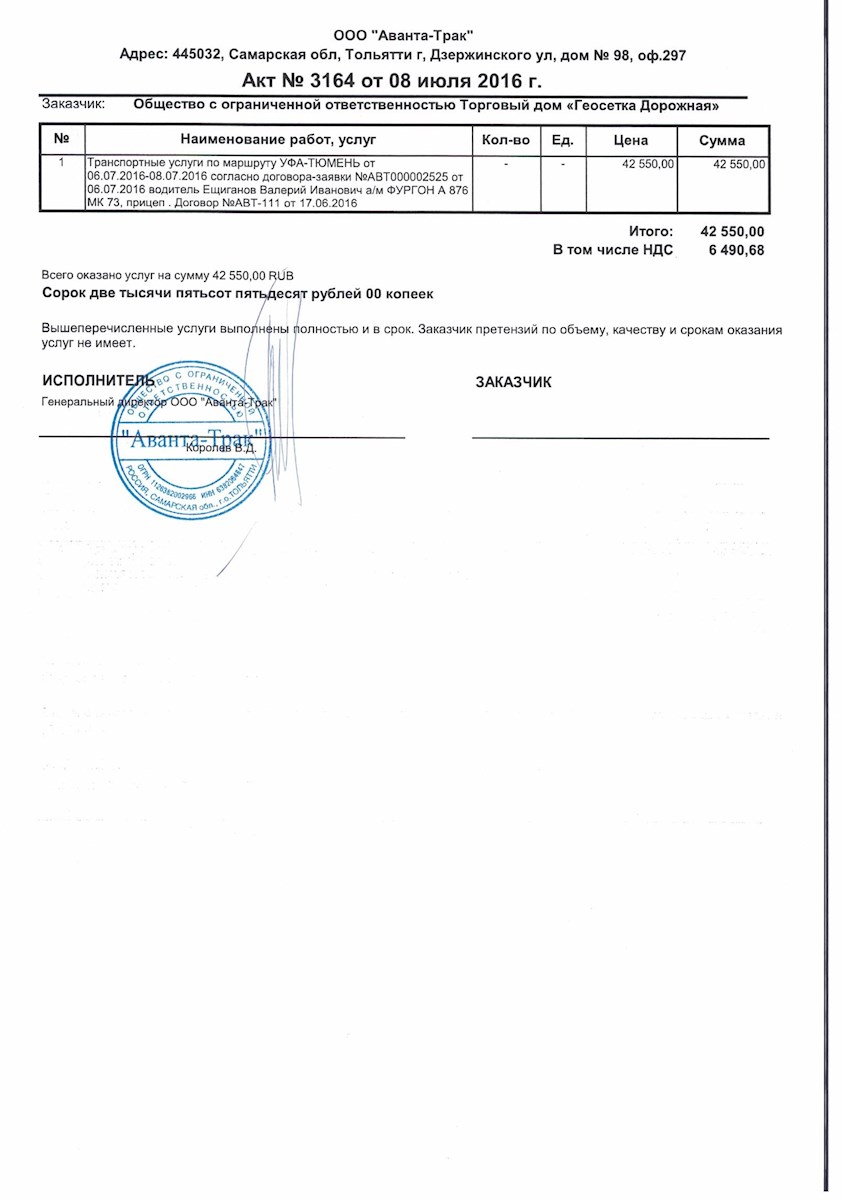 ООО "Аванта-Трак"
Адрес: 445032, Самарская обл, Тольятти г, Дзержинского ул, дом № 98, оф.297
Акт № 3164 от 08 июля 2016 г.
Заказчик: Общество с ограниченной ответственностью Торговый дом «Геосетка Дорожная»
№ Наименование работ, услуг Кол-во Ед. Цена Сумма
1 Транспортные услуги по маршруту УФА-ТЮМЕНЬ от - - 42 550,00 42 550,00
06.07.2016-08.07.2016 согласно договора-заявки №АВТ000002525 от
06.07.2016 водитель Ещиганов Валерий Иванович а/м ФУРГОН А 876
МК 73, прицеп . Договор №АВТ-111 от 17.06.2016
Итого: 42 550,00
В том числе НДС 6 490,68
Всего оказано услуг на сумму 42 550,00 RUB
Сорок две тысячи пятьсот пятьдесят рублей 00 копеек
Вышеперечисленные услуги выполнены полностью и в срок. Заказчик претензий по объему, качеству и срокам оказания
услуг не имеет.
ИСПОЛНИТЕЛЬ ЗАКАЗЧИК
Генеральный директор ООО "Аванта-Трак"
Королев В.Д.
ОБЩЕСТВО С ОГРАНИЧЕННОЙ
ОТВЕТСТВЕННОСТЬЮ
"Аванта-Трак"
ОГРН 1126382002966 ИНН 6382064847
РОССИЯ, САМАРСКАЯ обл., г.о.ТОЛЬЯТТИ